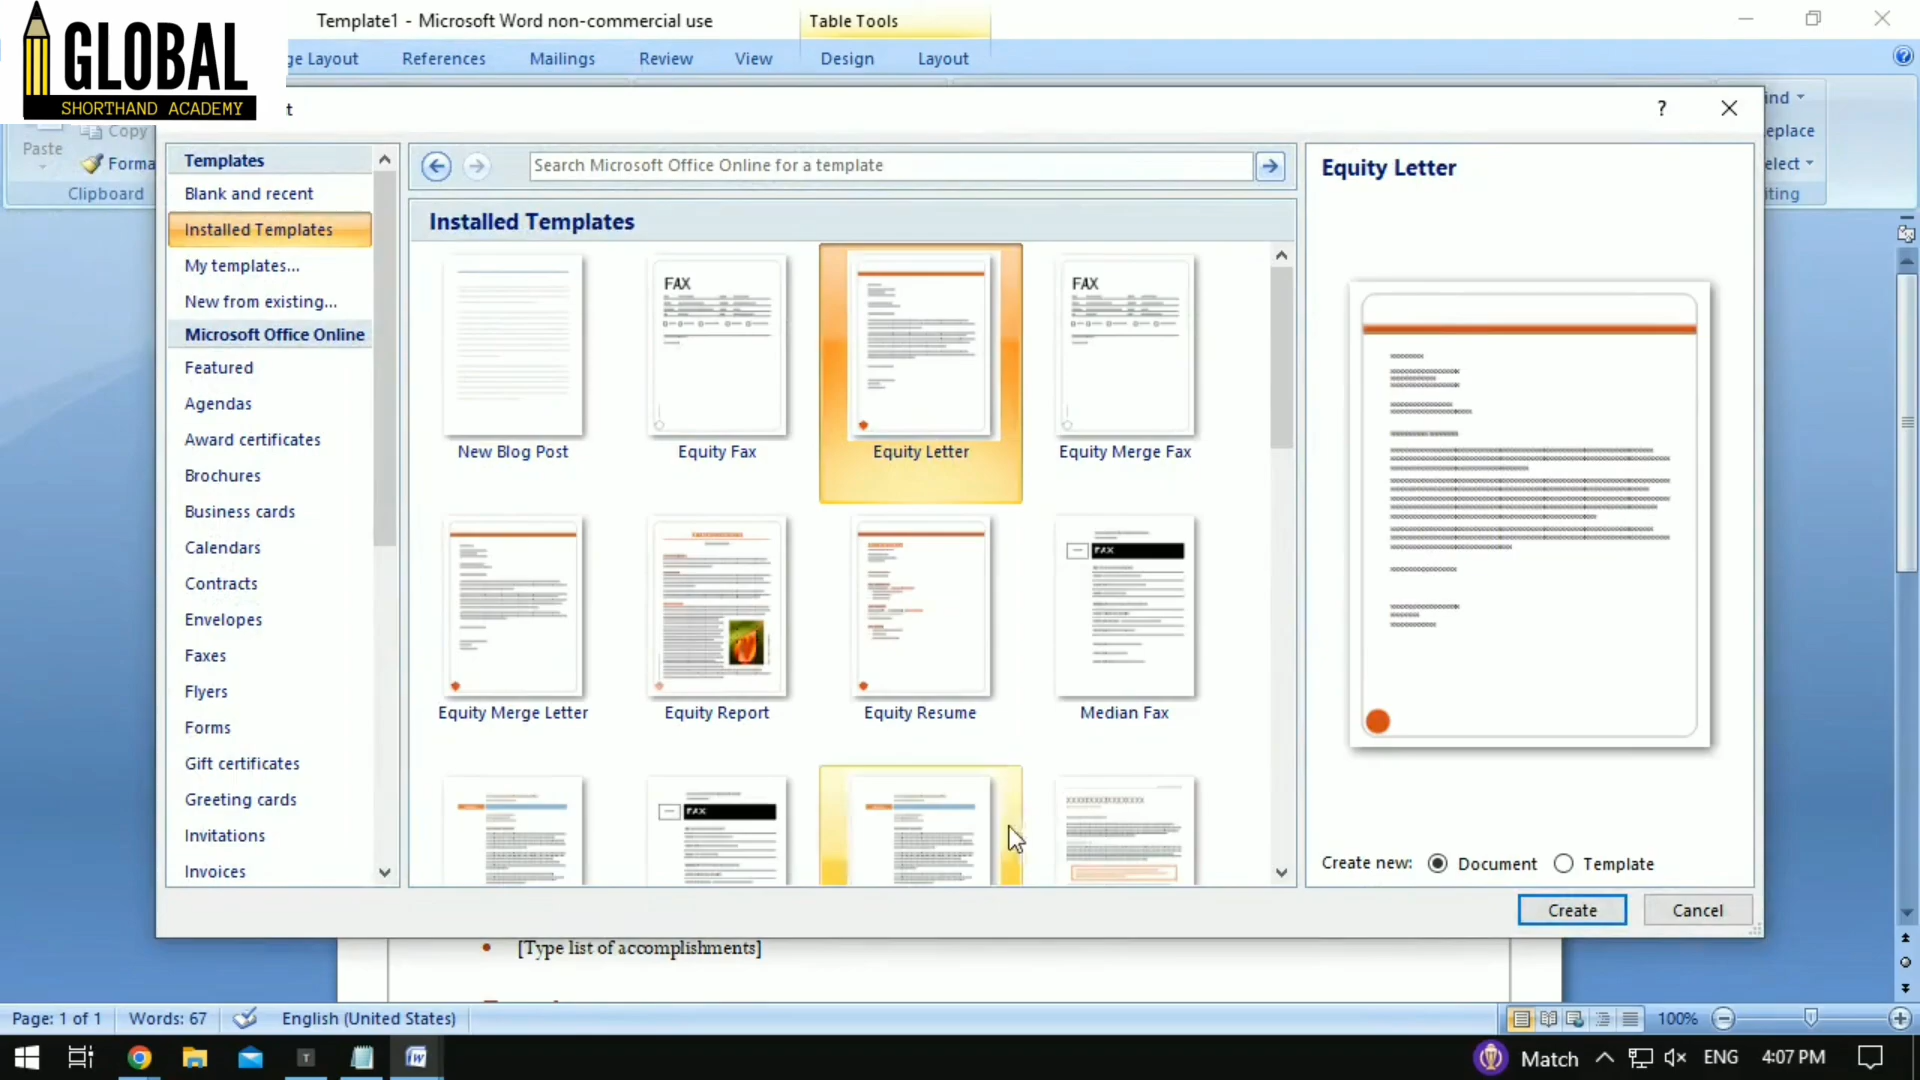 Template1 - Microsoft Word non-commercial use
Table Tools
GLOBAL
SHORTHAND ACADEMY
ge Layout
References
Mailings
Review
View
Design
Layout
t
Copy
Paste
Forma
Clipboard
ind
eplace
elect
iting
Templates
Blank and recent
Installed Templates
My templates...
New from existing...
Microsoft Office Online
Featured
Agendas
Award certificates
Brochures
Business cards
Calendars
Contracts
Envelopes
Faxes
Flyers
Forms
Gift certificates
Greeting cards
Invitations
Invoices
Search Microsoft Office Online for a template
Installed Templates
FAX
FAX
New Blog Post
Equity Fax
Equity Letter
Equity Merge Fax
FAX
Equity Merge Letter
Equity Report
Equity Resume
Median Fax
FAX
Equity Letter
Create new:
Document
Template
Create
Cancel
[Type list of accomplishments]
Page: 1 of 1
Words: 67
English (United States)
100%
Match
ENG
4:07 PM